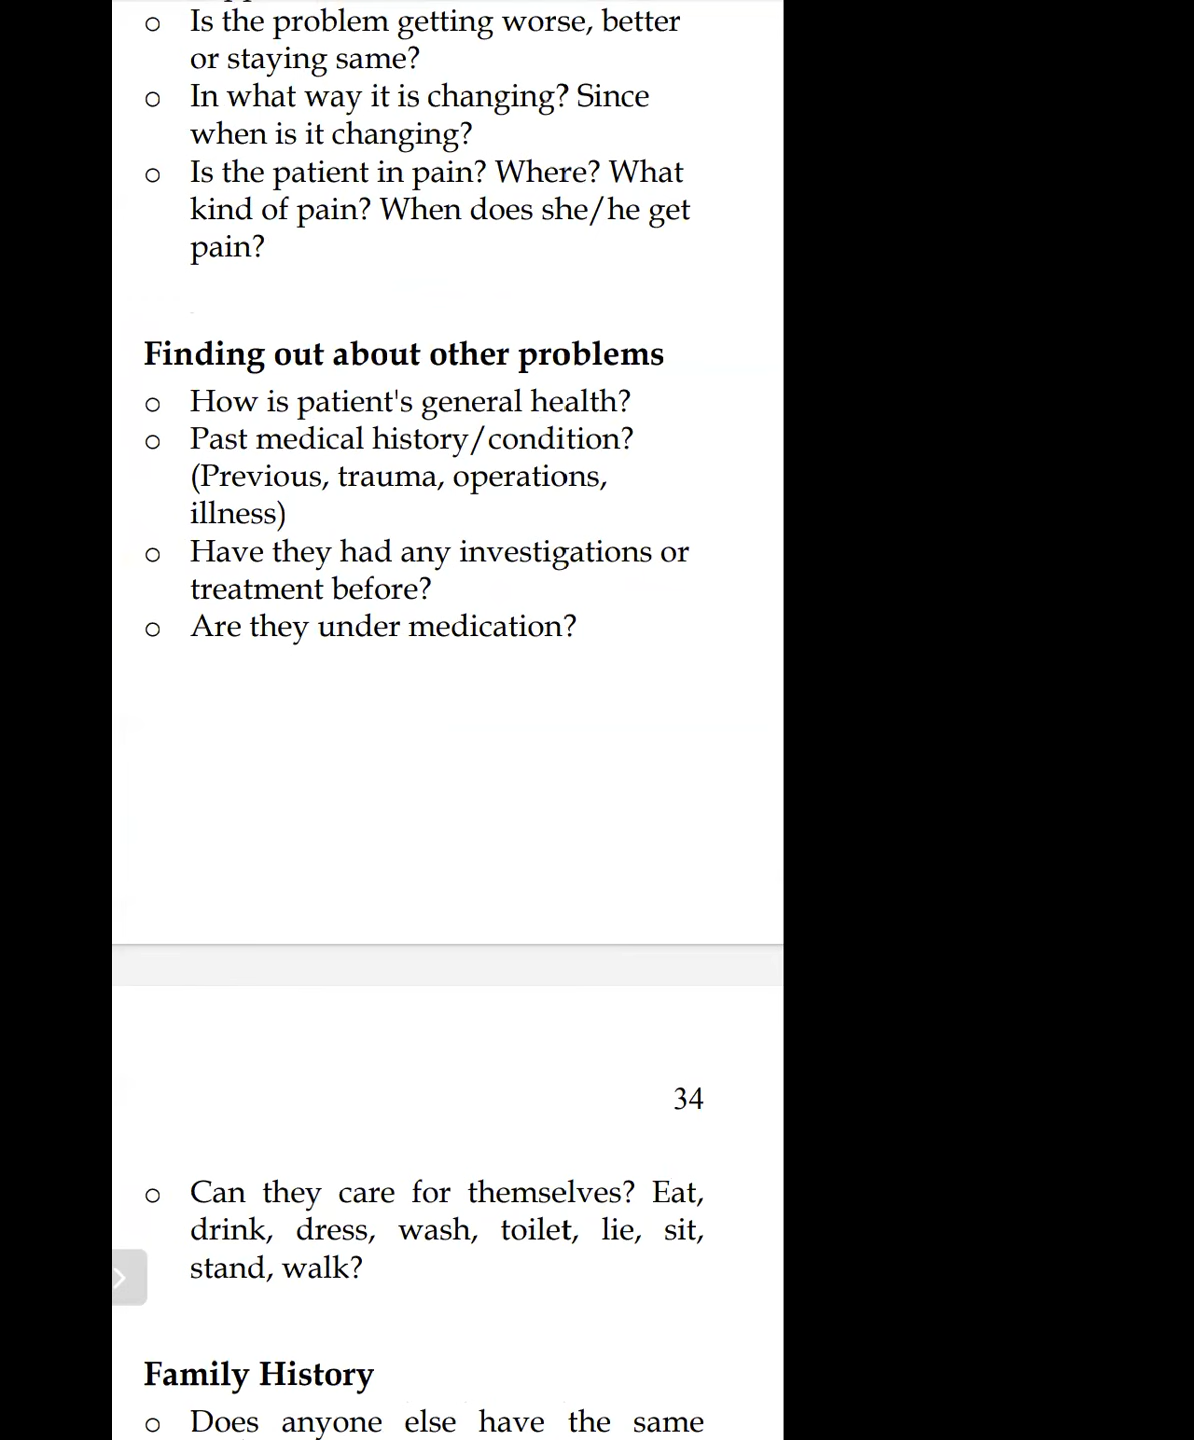 o Is the problem getting worse, better
or staying same?
o In what way it is changing? Since
when is it changing?
o Is the patient in pain? Where? What
kind of pain? When does she/he get
pain?
Finding out about other problems
o How is patient's general health?
o Past medical history/condition?
(Previous, trauma, operations,
illness)
o Have they had any investigations or
treatment before?
o Are they under medication?
34
o Can they care for themselves? Eat,
drink, dress, wash, toilet, lie, sit,
stand, walk?
Family History
o Does anyone else have the same